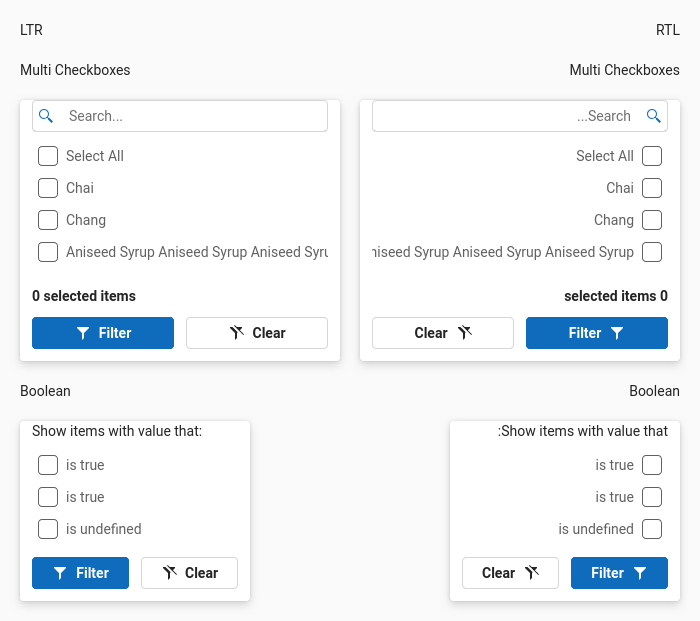 LTR
RTL
Multi Checkboxes
Multi Checkboxes
Search...
...Search
Select All
Select All
Chai
Chai
Chang
Chang
Aniseed Syrup Aniseed Syrup Aniseed Syru
niseed Syrup Aniseed Syrup Aniseed Syrup
0 selected items
selected items 0
Filter
Clear
Clear
Filter
Boolean
Boolean
Show items with value that:
:Show items with value that
is true
is true
is true
is true
is undefined
is undefined
Filter
Clear
Clear
Filter